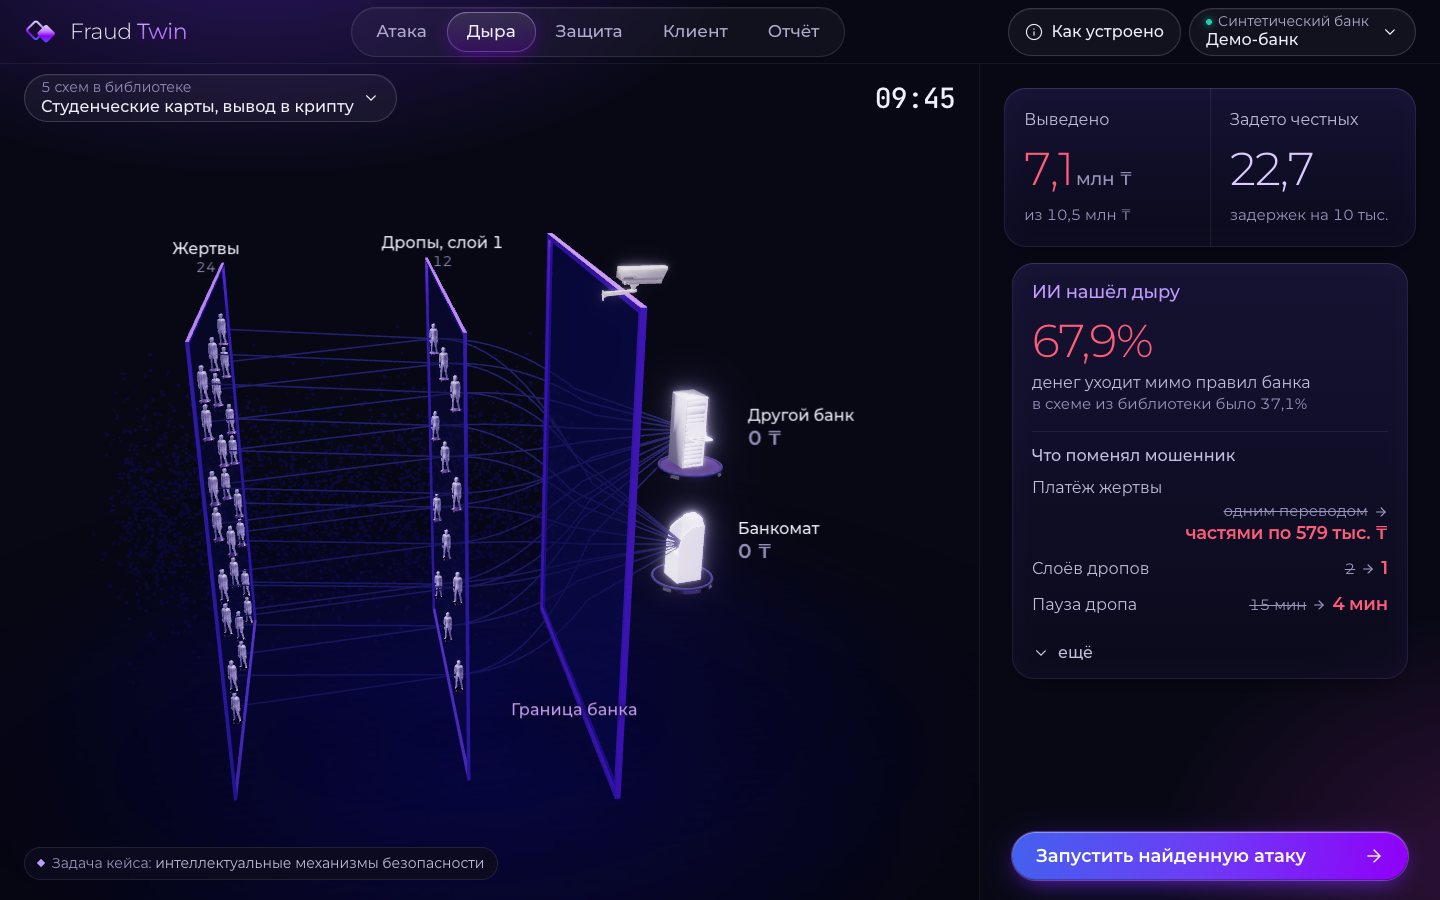 Fraud Twin
Атака
Дыра
Защита
Клиент
Отчёт
Как устроено
Синтетический банк
Демо-банк
5 схем в библиотеке
Студенческие карты, вывод в крипту
09:45
Жертвы
24
Дропы, слой 1
12
Другой банк
0 ₸
Банкомат
0 ₸
Граница банка
Задача кейса: интеллектуальные механизмы безопасности
Выведено
7,1 млн ₸
из 10,5 млн ₸
Задето честных
22,7
задержек на 10 тыс.
ИИ нашёл дыру
67,9%
денег уходит мимо правил банка
в схеме из библиотеки было 37,1%
Что поменял мошенник
Платёж жертвы
одним переводом →
частями по 579 тыс. ₸
Слоёв дропов 2 → 1
Пауза дропа 15 мин → 4 мин
ещё
Запустить найденную атаку →